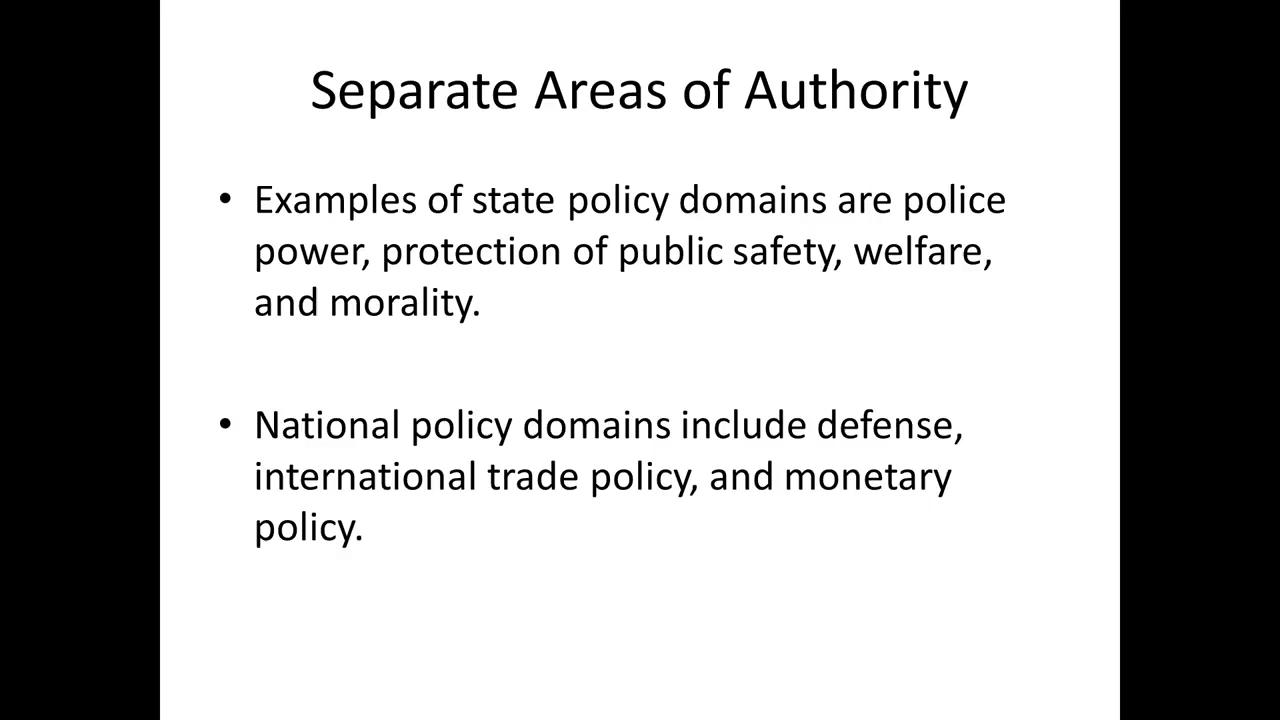 Separate Areas of Authority
• Examples of state policy domains are police
power, protection of public safety, welfare,
and morality.
• National policy domains include defense,
international trade policy, and monetary
policy.